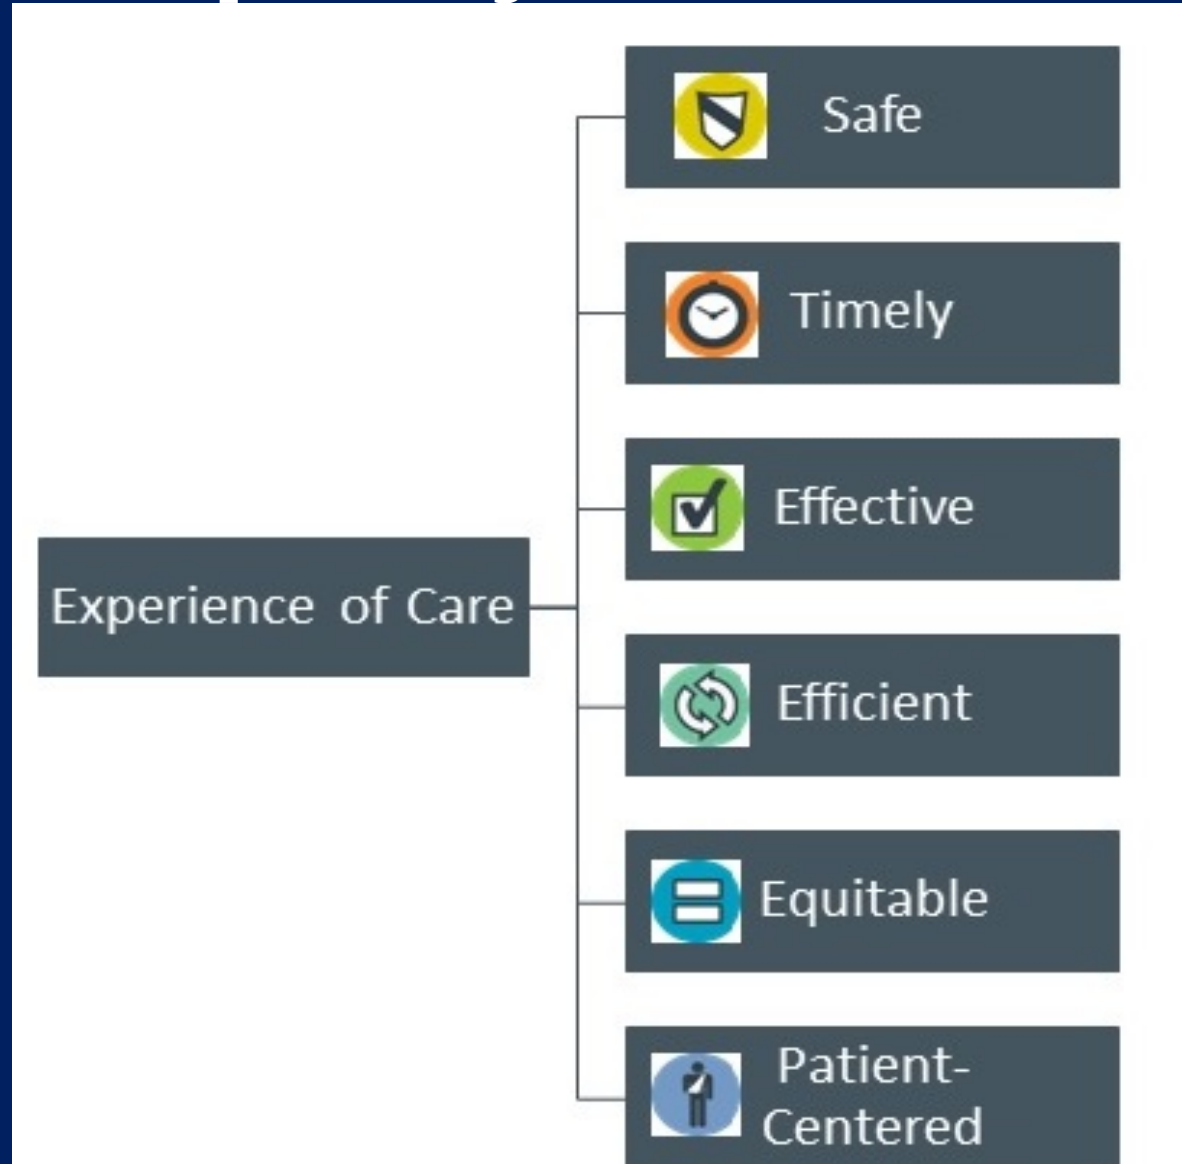 Experience of Care
Safe
Timely
Effective
Efficient
Equitable
Patient-
Centered